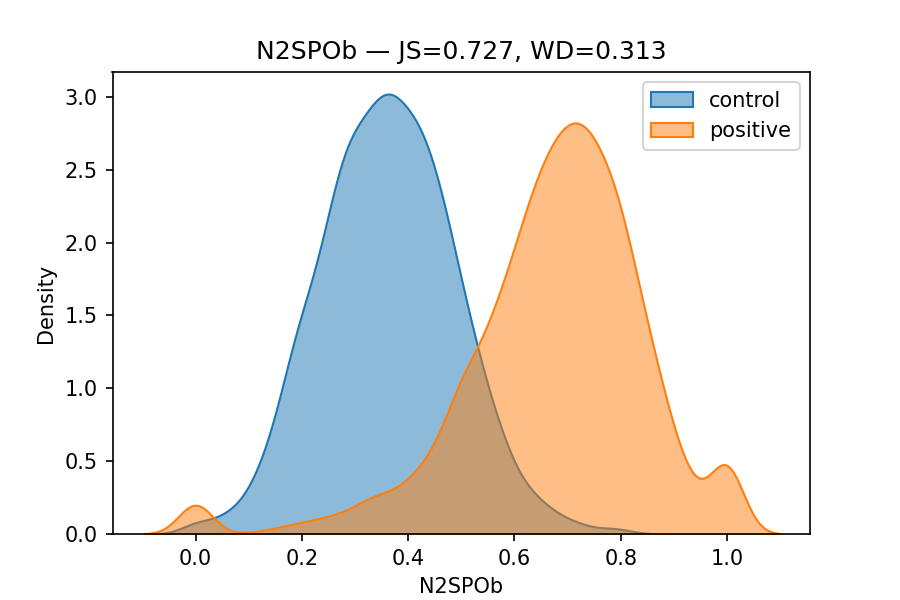 N2SPOb — JS=0.727, WD=0.313
control
positive
3.0
2.5
2.0
1.5
1.0
0.5
0.0
Density
0.0 0.2 0.4 0.6 0.8 1.0
N2SPOb